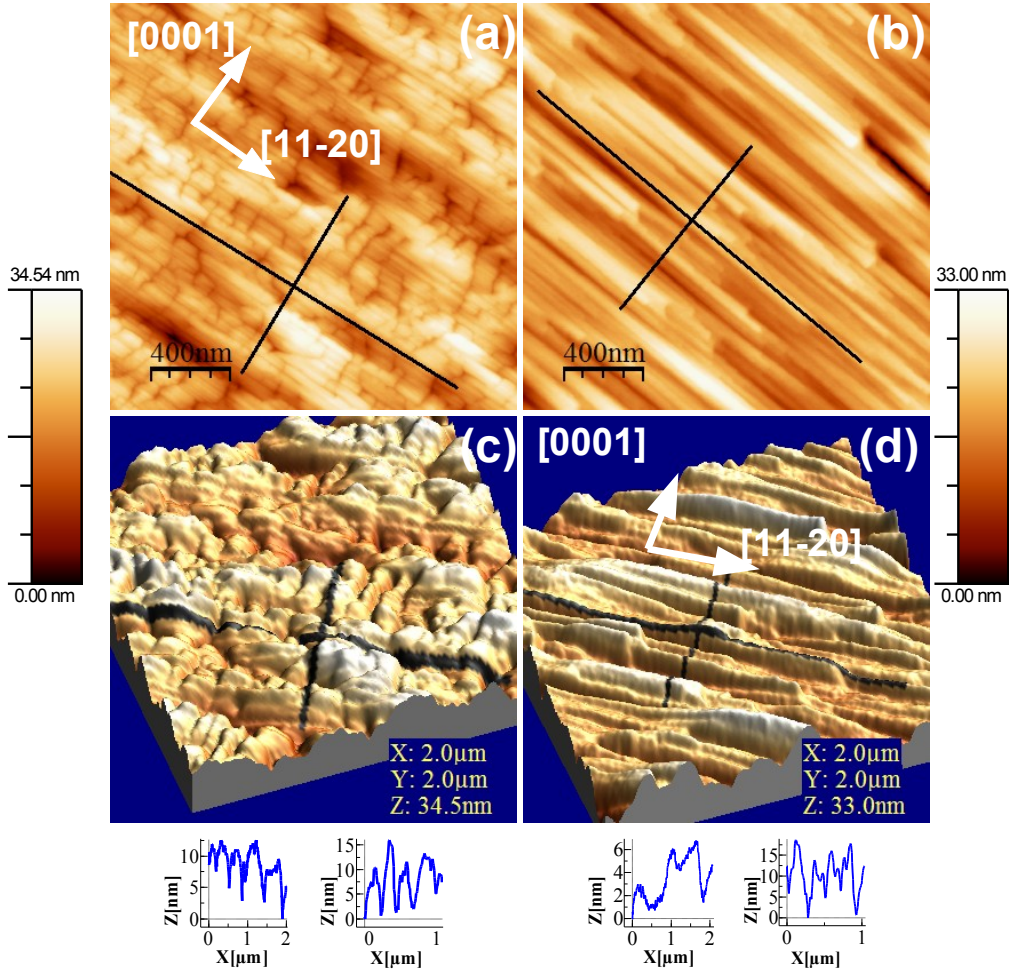 [0001]
(a)
[11-20]
400nm
(b)
400nm
34.54 nm
0.00 nm
33.00 nm
0.00 nm
(c)
X: 2.0µm
Y: 2.0µm
Z: 34.5nm
[0001]
(d)
[11-20]
X: 2.0µm
Y: 2.0µm
Z: 33.0nm
Z[nm]
10
5
0
0
1
2
X[µm]
Z[nm]
15
10
5
0
0
1
X[µm]
Z[nm]
6
4
2
0
0
1
2
X[µm]
Z[nm]
15
10
5
0
0
1
X[µm]